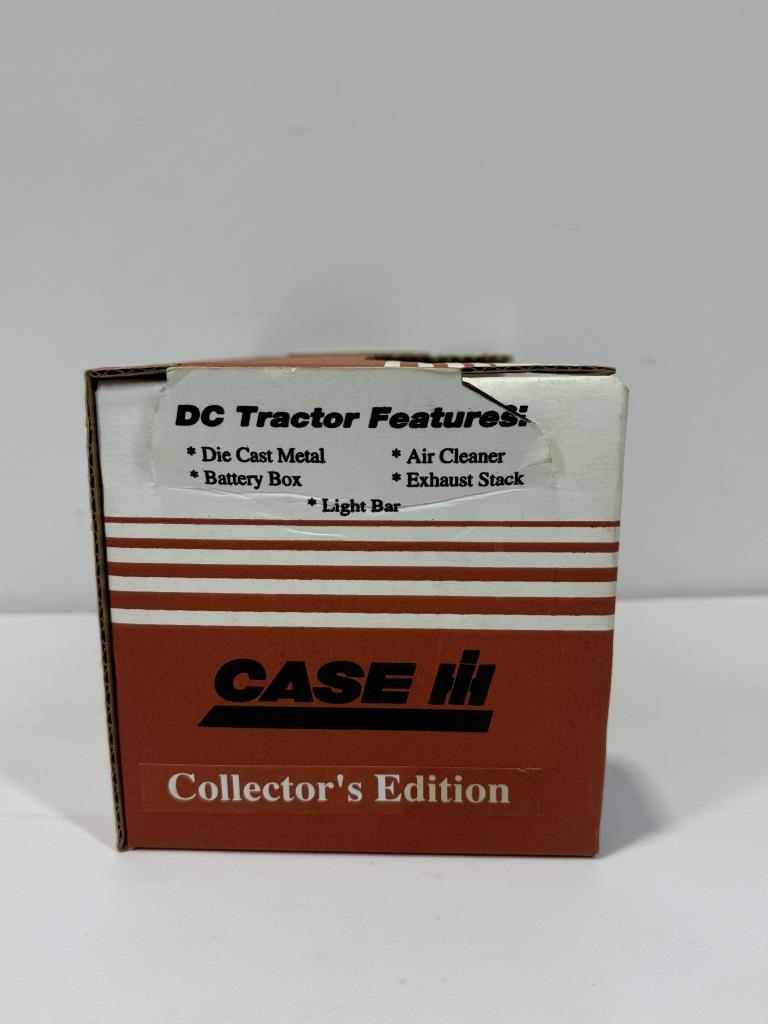 DC Tractor Features:
* Die Cast Metal * Air Cleaner
* Battery Box * Exhaust Stack
* Light Bar
CASE IH
Collector's Edition